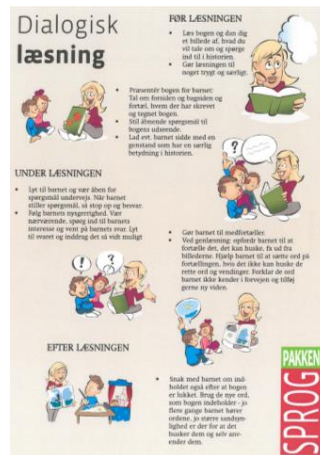 Dialogisk
læsning
FØR LÆSNINGEN
• Læs bogen og dan dig
et billede af, hvad du
vil tale om og spørge
ind til i historien.
• Gør læsningen til
noget trygt og særligt.
• Præsentér bogen for barnet:
Tal om forsiden og bagsiden og
fortæl, hvem der har skrevet
og tegnet bogen.
• Stil åbnende spørgsmål til
bogens udseende.
• Lad evt. barnet sidde med en
genstand som har en særlig
betydning i historien.
UNDER LÆSNINGEN
• Lyt til barnet og vær åben for
spørgsmål undervejs. Når barnet
stiller spørgsmål, så stop op og besvar.
• Følg barnets nysgerrighed. Vær
nærværende, spørg ind til barnets
interesse og vent på barnets svar. Lyt
til svaret og inddrag det så vidt muligt
• Gør barnet til medfortæller.
• Ved genlæsning: opfordr barnet til at
fortælle det, det kan huske, fx ud fra
billederne. Hjælp barnet til at sætte ord på
fortællingen, hvis det ikke kan huske de
rette ord og vendinger. Forklar de ord
barnet ikke kender i forvejen og tilføj
gerne ny viden.
EFTER LÆSNINGEN
• Snak med barnet om ind-
holdet også efter at bogen
er lukket. Brug de nye ord,
som bogen indeholder - jo
flere gange barnet hører
ordene, jo større sandsyn-
lighed er der for at det
husker dem og selv anv-
ender dem.
SPROG
PAKKEN